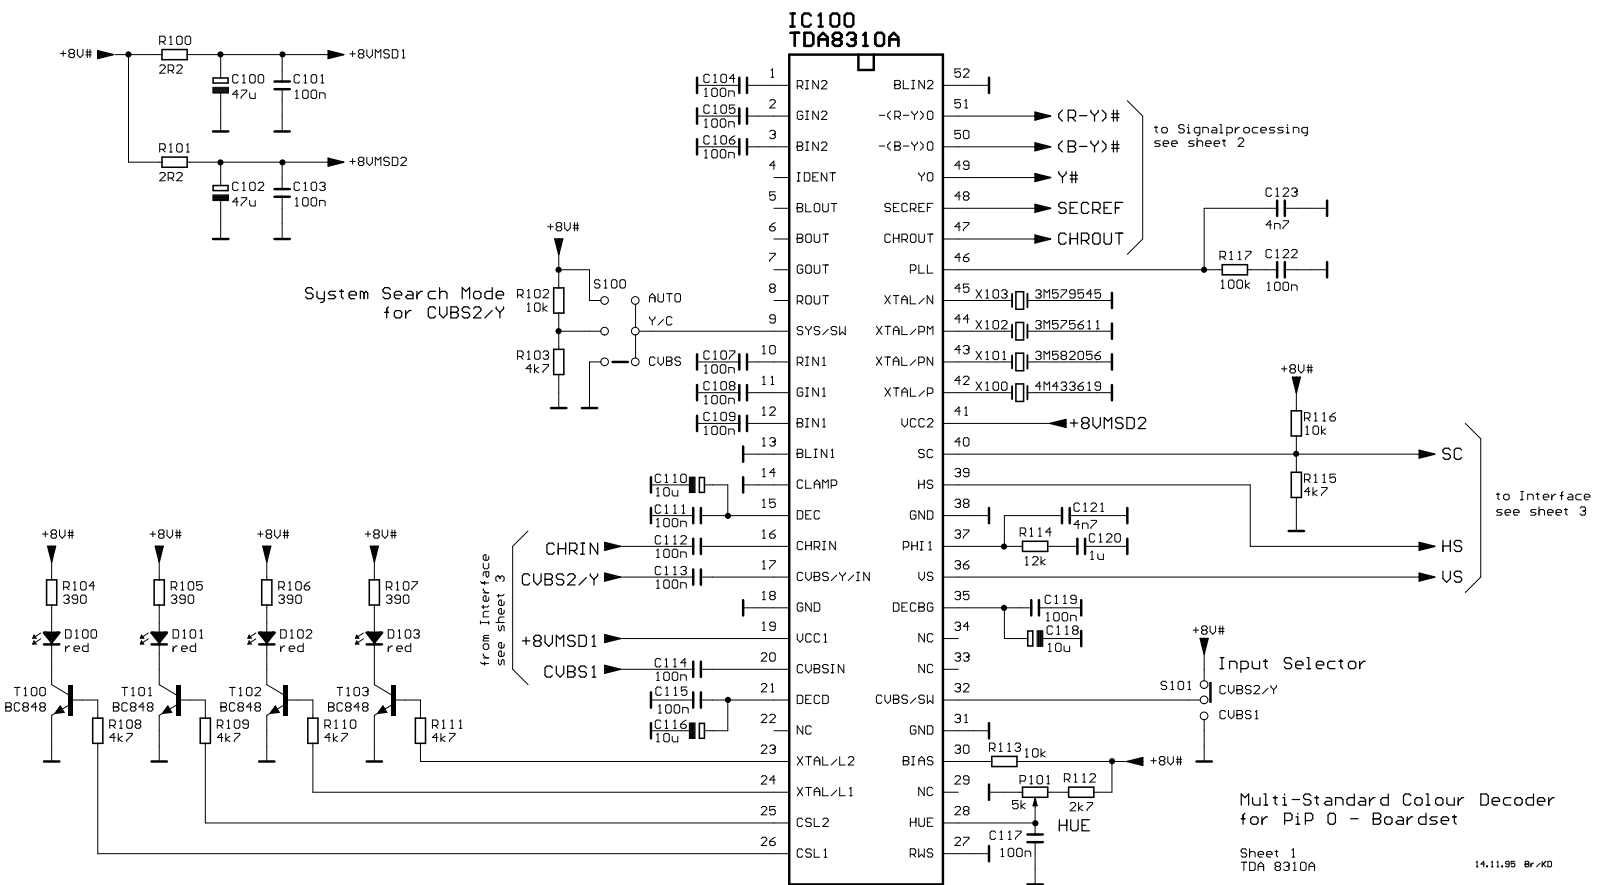 IC100
TDA8310A
+8V#
R100
2R2
C100
47u
C101
100n
+8VMSD1
R101
2R2
C102
47u
C103
100n
+8VMSD2
C104
100n
C105
100n
C106
100n
1 RIN2
2 GIN2
3 BIN2
4 IDENT
5 BLOUT
6 BOUT
7 GOUT
8 ROUT
9 SYS/SW
10 RIN1
11 GIN1
12 BIN1
13 BLIN1
14 CLAMP
15 DEC
16 CHRIN
17 CVBS/Y/IN
18 GND
19 VCC1
20 CVBSIN
21 DECD
22 NC
23 XTAL/L2
24 XTAL/L1
25 CSL2
26 CSL1
BLIN2 52
-(R-Y)O 51
-(B-Y)O 50
YO 49
SECREF 48
CHROUT 47
PLL 46
XTAL/N 45
XTAL/PM 44
XTAL/PN 43
XTAL/P 42
VCC2 41
SC 40
HS 39
GND 38
PHI1 37
VS 36
DECBG 35
NC 34
NC 33
CVBS/SW 32
GND 31
BIAS 30
NC 29
HUE 28
RWS 27
+8V#
System Search Mode
for CVBS2/Y
R102
10k
R103
4k7
S100
AUTO
Y/C
CVBS
C107
100n
C108
100n
C109
100n
C110
10u
C111
100n
CHRIN
C112
100n
CVBS2/Y
C113
100n
from Interface
see sheet 3
+8VMSD1
CVBS1
C114
100n
C115
100n
C116
10u
+8V#
R104
390
D100
red
T100
BC848
R108
4k7
+8V#
R105
390
D101
red
T101
BC848
R109
4k7
+8V#
R106
390
D102
red
T102
BC848
R110
4k7
+8V#
R107
390
D103
red
T103
BC848
R111
4k7
(R-Y)#
(B-Y)#
Y#
SECREF
CHROUT
to Signalprocessing
see sheet 2
C123
4n7
R117
100k
C122
100n
X103 3M579545
X102 3M575611
X101 3M582056
X100 4M433619
+8VMSD2
+8V#
R116
10k
R115
4k7
SC
HS
VS
to Interface
see sheet 3
C121
4n7
R114
12k
C120
1u
C119
100n
C118
10u
+8V#
Input Selector
S101
CVBS2/Y
CVBS1
R113 10k
+8V#
P101
5k
R112
2k7
HUE
C117
100n
Multi-Standard Colour Decoder
for PiP O - Boardset
Sheet 1
TDA 8310A
14.11.95 Br/KD